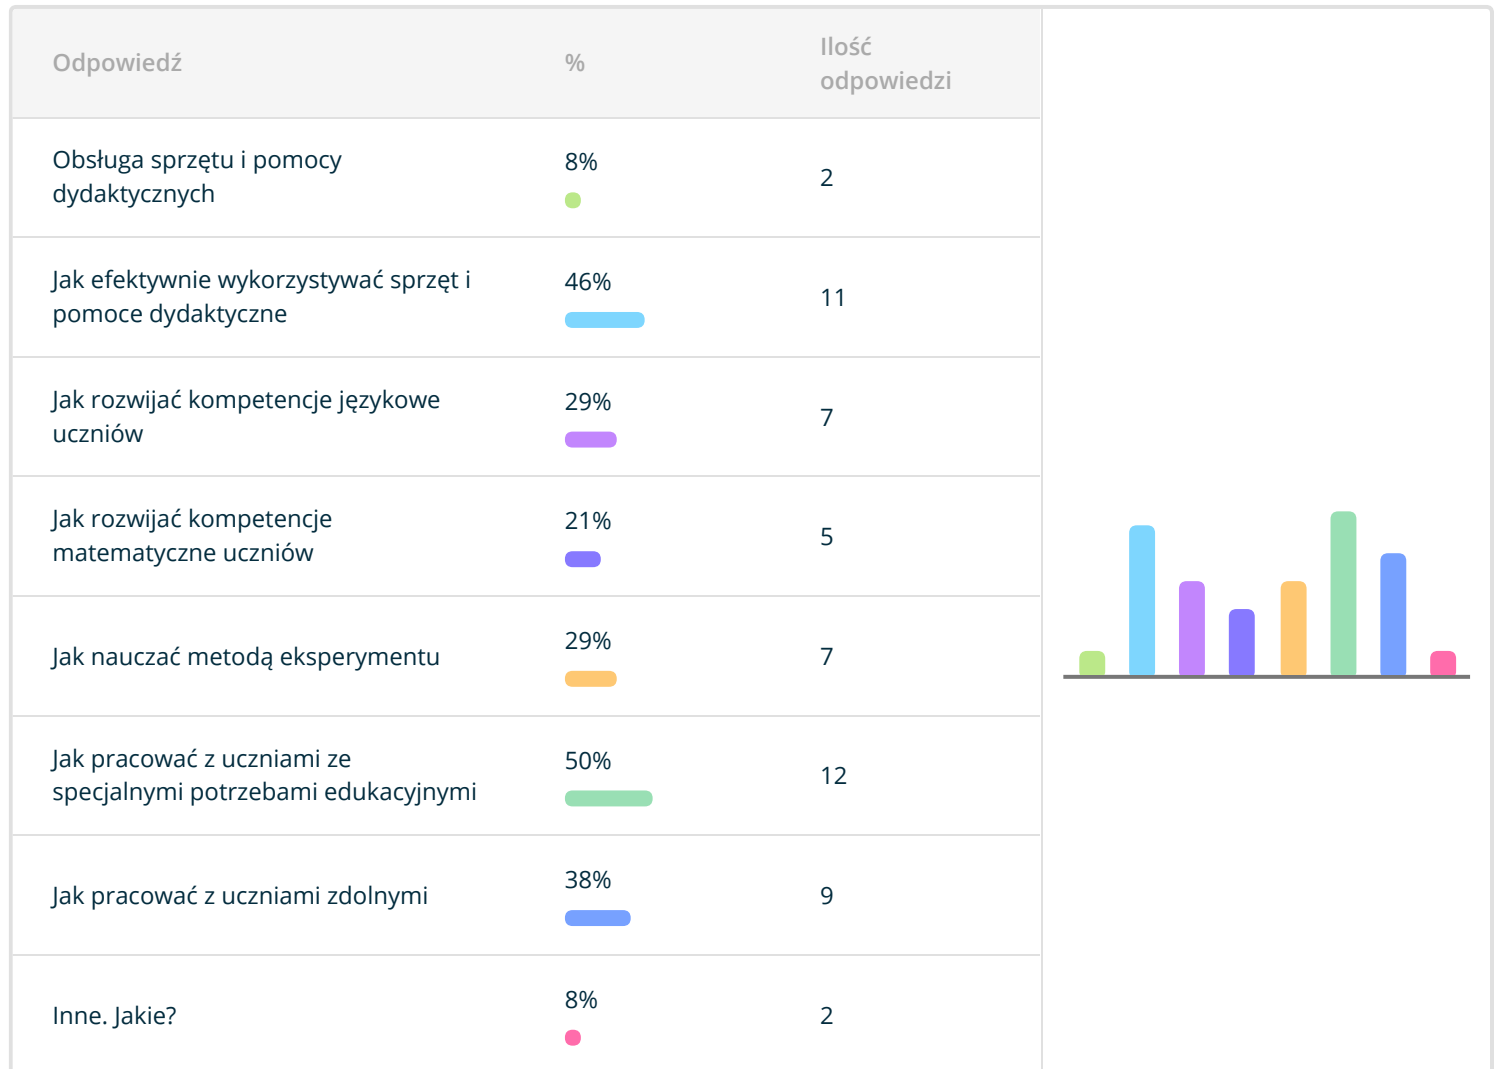 Odpowiedź % Ilość
odpowiedzi
Obsługa sprzętu i pomocy
dydaktycznych
8%
2
Jak efektywnie wykorzystywać sprzęt i
pomoce dydaktyczne
46%
11
Jak rozwijać kompetencje językowe
uczniów
29%
7
Jak rozwijać kompetencje
matematyczne uczniów
21%
5
Jak nauczać metodą eksperymentu
29%
7
Jak pracować z uczniami ze
specjalnymi potrzebami edukacyjnymi
50%
12
Jak pracować z uczniami zdolnymi
38%
9
Inne. Jakie?
8%
2